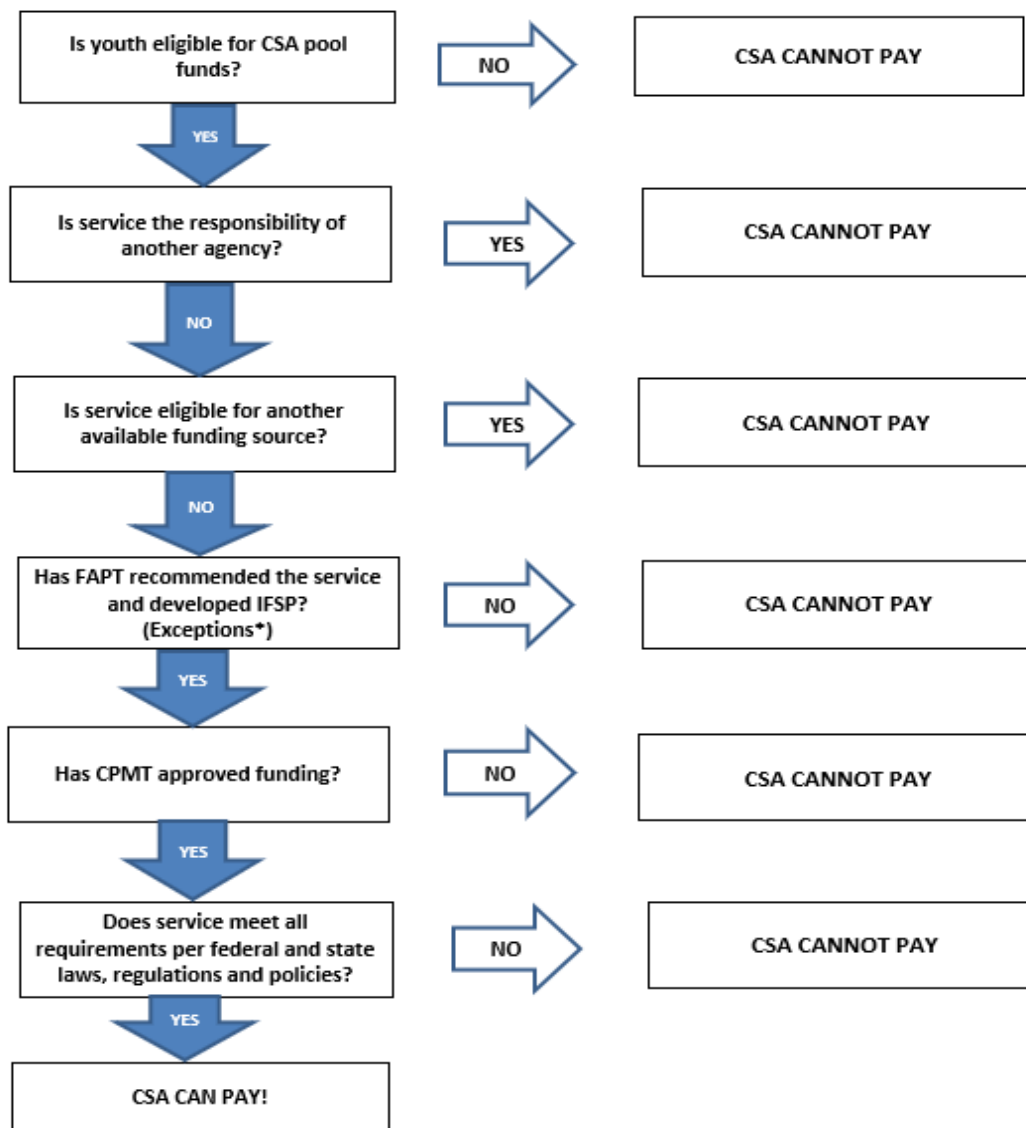 Is youth eligible for CSA pool
funds?
NO
CSA CANNOT PAY
YES
Is service the responsibility of
another agency?
YES
CSA CANNOT PAY
NO
Is service eligible for another
available funding source?
YES
CSA CANNOT PAY
NO
Has FAPT recommended the service
and developed IFSP?
(Exceptions*)
NO
CSA CANNOT PAY
YES
Has CPMT approved funding?
NO
CSA CANNOT PAY
YES
Does service meet all
requirements per federal and state
laws, regulations and policies?
NO
CSA CANNOT PAY
YES
CSA CAN PAY!